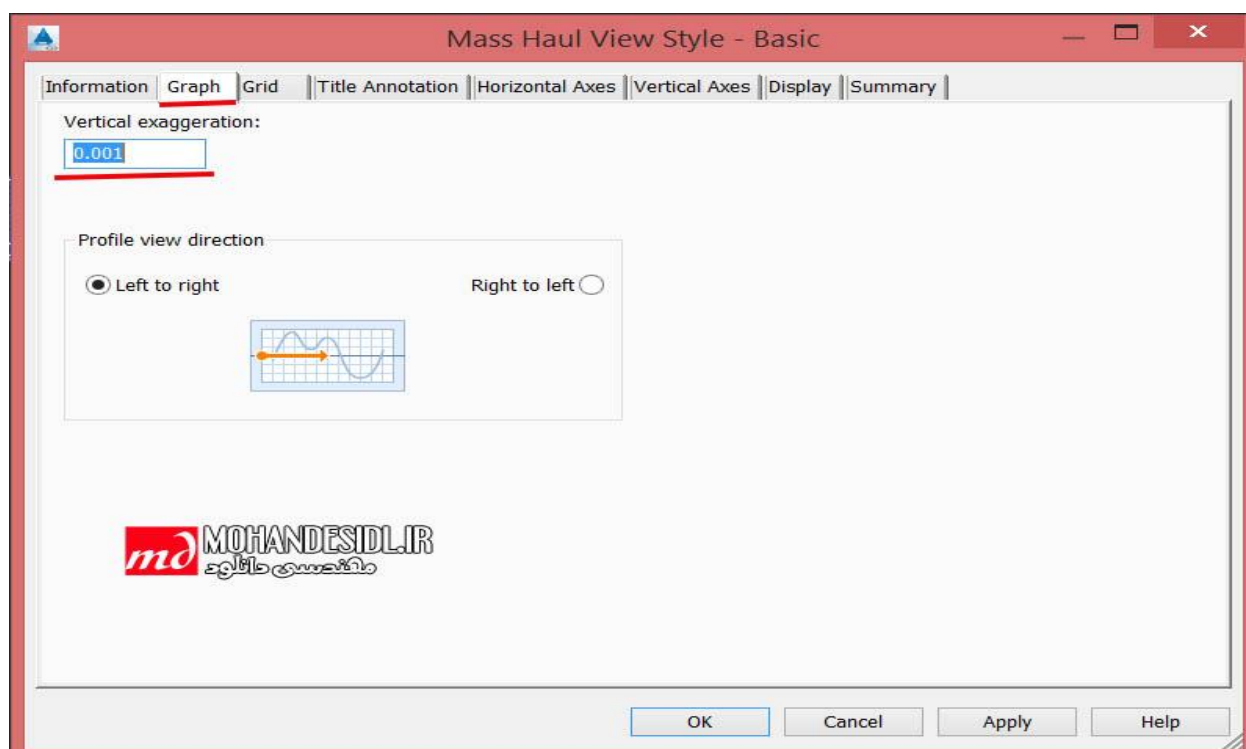 Mass Haul View Style - Basic
Information Graph Grid Title Annotation Horizontal Axes Vertical Axes Display Summary
Vertical exaggeration:
0.001
Profile view direction
Left to right Right to left
md MOHANDESIDL.IR
مهندسی دانلود
OK Cancel Apply Help